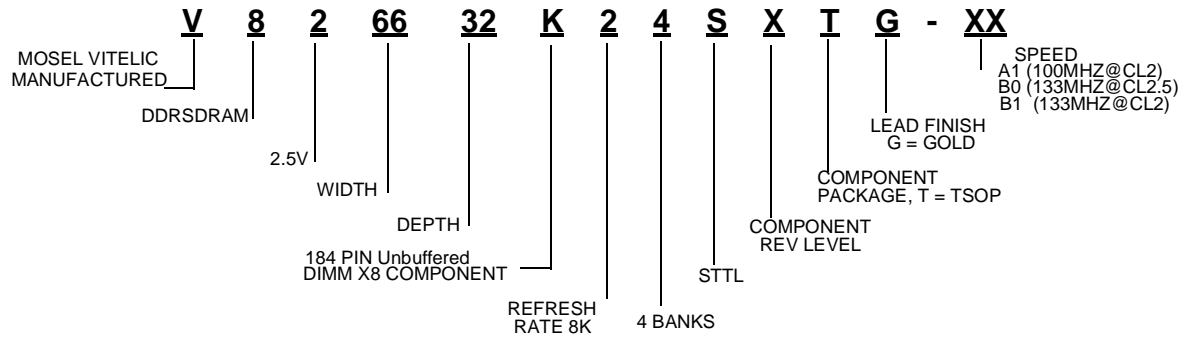 V 8 2 66 32 K 2 4 S X T G - XX
MOSEL VITELIC
MANUFACTURED
DDRSDRAM
2.5V
WIDTH
DEPTH
184 PIN Unbuffered
DIMM X8 COMPONENT
REFRESH
RATE 8K
4 BANKS
STTL
COMPONENT
REV LEVEL
COMPONENT
PACKAGE, T = TSOP
LEAD FINISH
G = GOLD
SPEED
A1 (100MHZ@CL2)
B0 (133MHZ@CL2.5)
B1 (133MHZ@CL2)